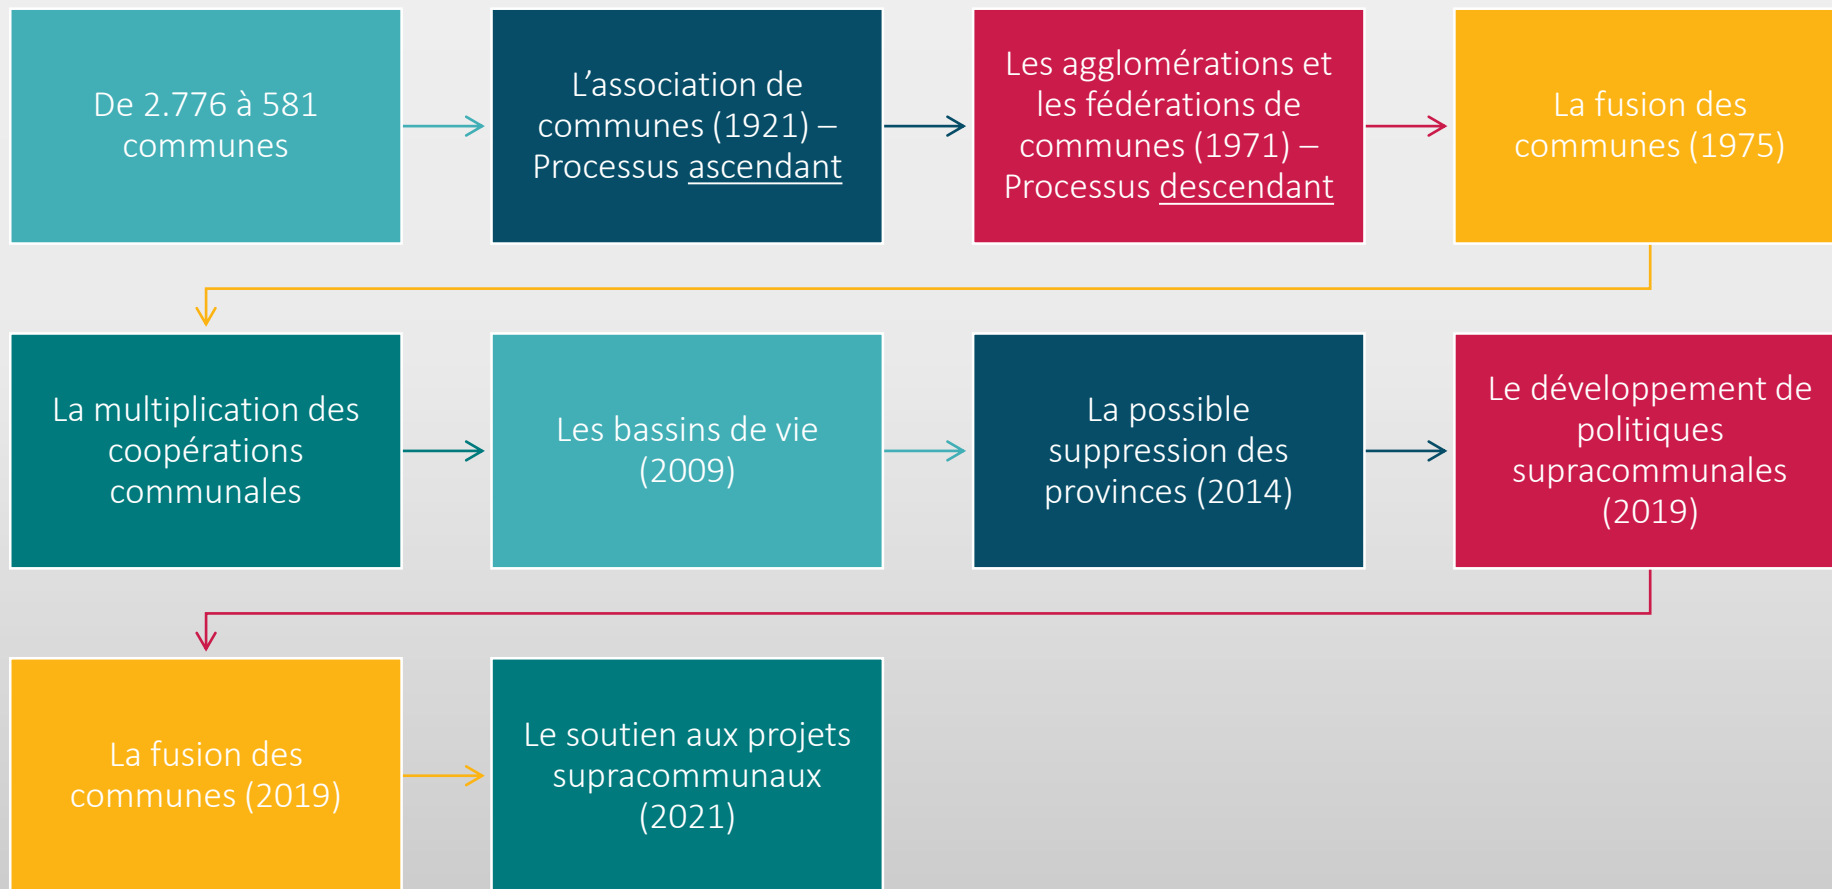 De 2.776 à 581
communes
L’association de
communes (1921) –
Processus ascendant
Les agglomérations et
les fédérations de
communes (1971) –
Processus descendant
La fusion des
communes (1975)
La multiplication des
coopérations
communales
Les bassins de vie
(2009)
La possible
suppression des
provinces (2014)
Le développement de
politiques
supracommunales
(2019)
La fusion des
communes (2019)
Le soutien aux projets
supracommunaux
(2021)